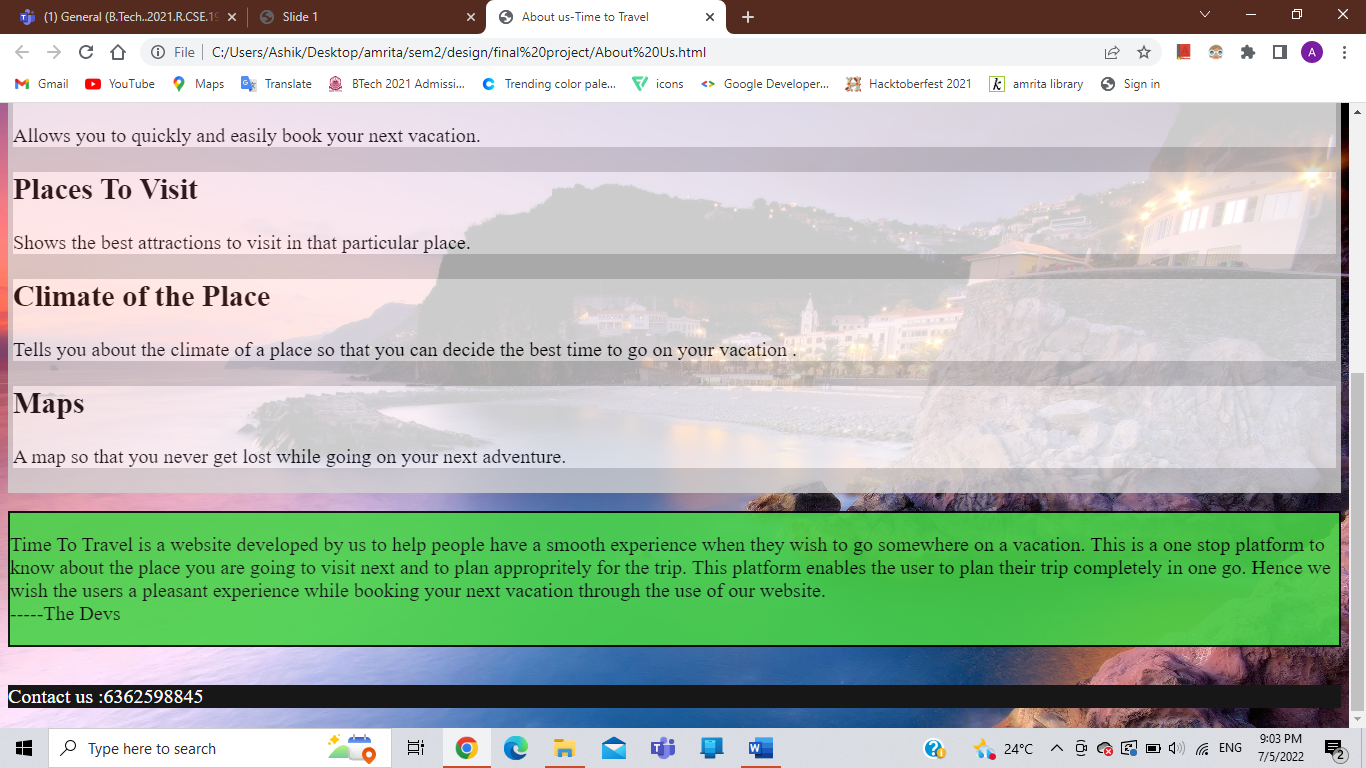 (1) General (B.Tech..2021.R.CSE.19
Slide 1
About us-Time to Travel
File
C:/Users/Ashik/Desktop/amrita/sem2/design/final%20project/About%20Us.html
A
Gmail
YouTube
Maps
Translate
BTech 2021 Admissi...
Trending color pale...
icons
Google Developer...
Hacktoberfest 2021
amrita library
Sign in
Allows you to quickly and easily book your next vacation.
Places To Visit
Shows the best attractions to visit in that particular place.
Climate of the Place
Tells you about the climate of a place so that you can decide the best time to go on your vacation .
Maps
A map so that you never get lost while going on your next adventure.
Time To Travel is a website developed by us to help people have a smooth experience when they wish to go somewhere on a vacation. This is a one stop platform to
know about the place you are going to visit next and to plan appropritely for the trip. This platform enables the user to plan their trip completely in one go. Hence we
wish the users a pleasant experience while booking your next vacation through the use of our website.
-----The Devs
Contact us :6362598845
Type here to search
24°C
ENG
9:03 PM
7/5/2022
2